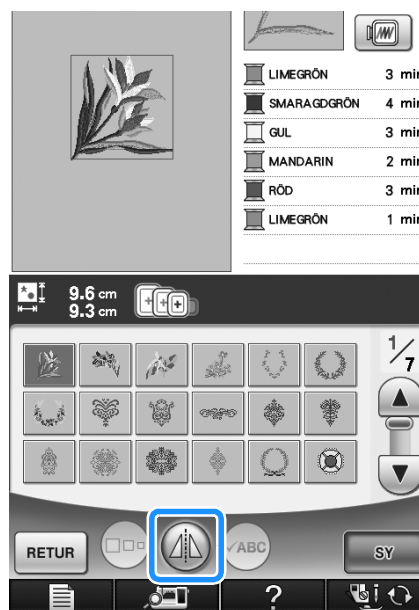 LIMEGRÖN 3 min
SMARAGDGRÖN 4 min
GUL 3 min
MANDARIN 2 min
RÖD 3 min
LIMEGRÖN 1 min
9.6 cm
9.3 cm
1/7
RETUR ABC SY
?